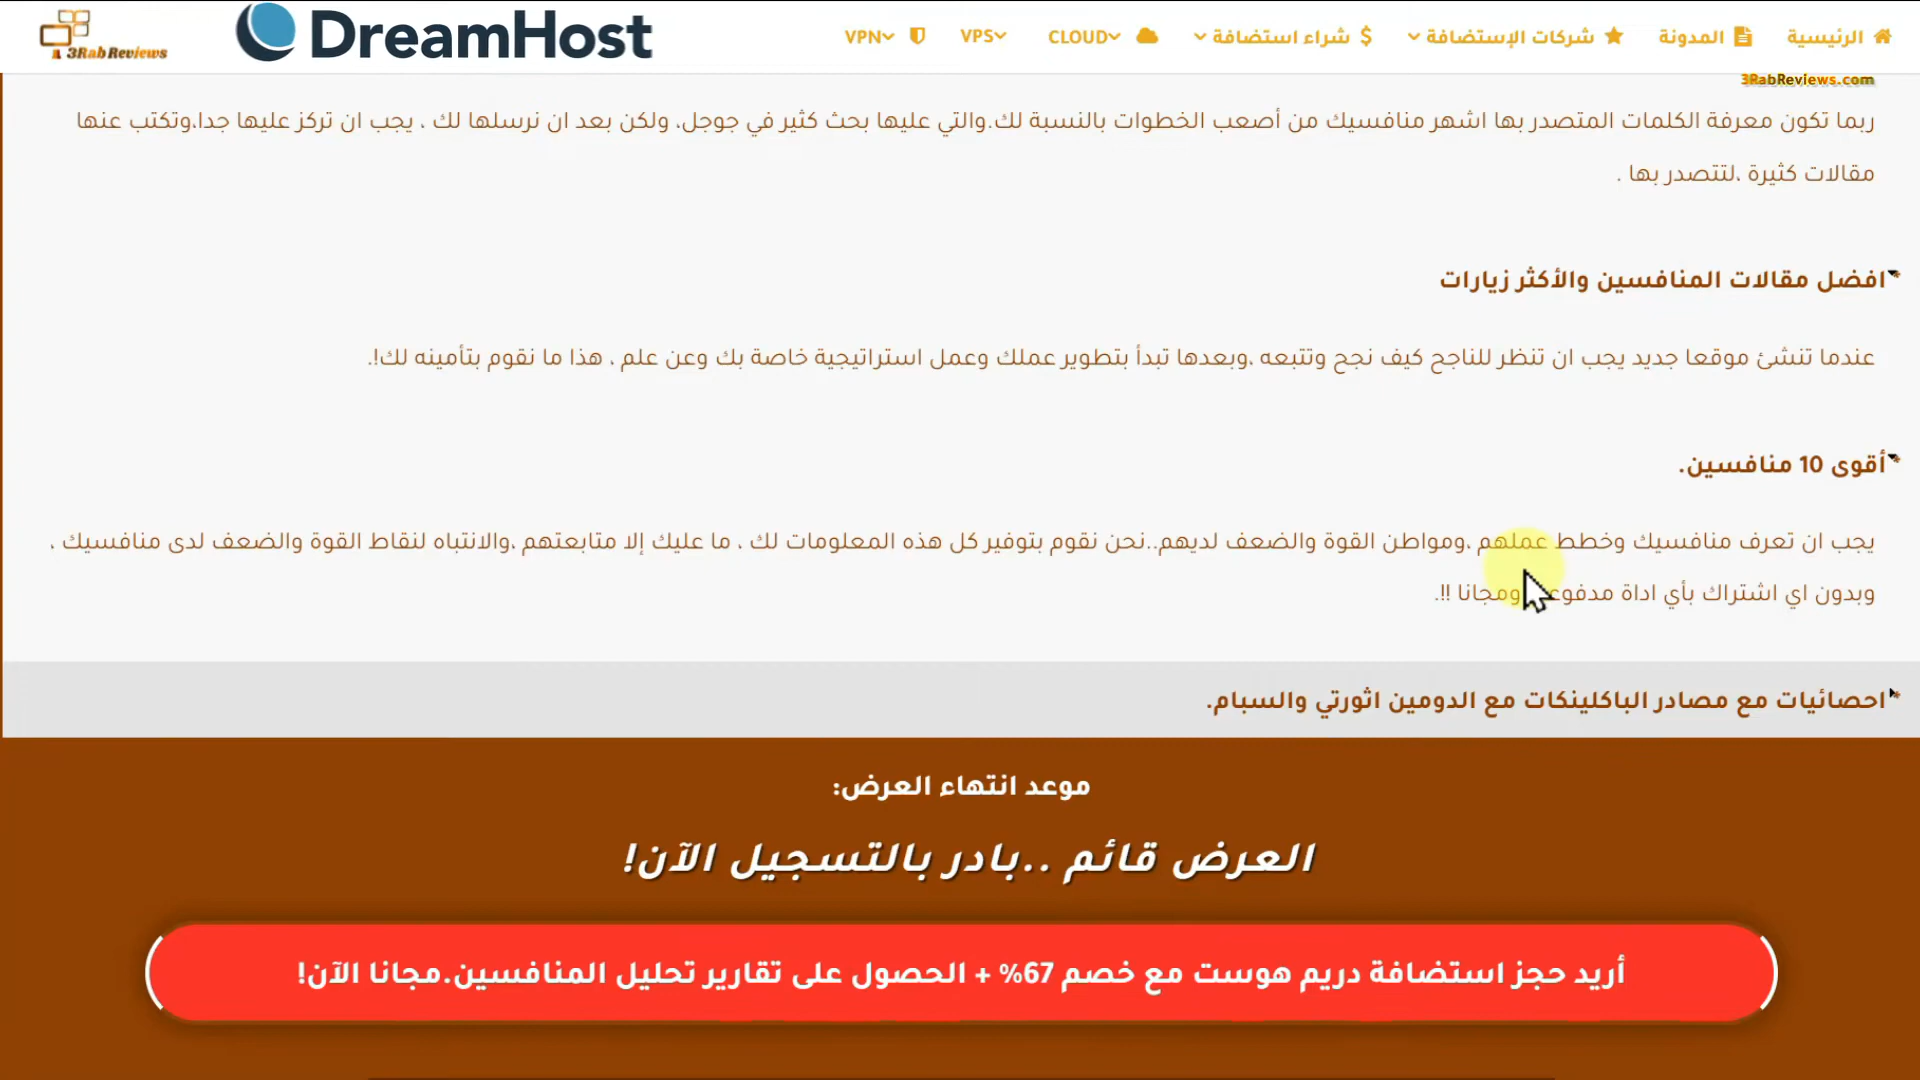 الرئيسية
المدونة
شركات الإستضافة
شراء استضافة
CLOUD
VPS
VPN
DreamHost
3RabReviews
3RabReviews.com
ربما تكون معرفة الكلمات المتصدر بها اشهر منافسيك من أصعب الخطوات بالنسبة لك.والتي عليها بحث كثير في جوجل، ولكن بعد ان نرسلها لك ، يجب ان تركز عليها جدا،وتكتب عنها
مقالات كثيرة ،لتتصدر بها .
افضل مقالات المنافسين والأكثر زيارات
عندما تنشئ موقعا جديد يجب ان تنظر للناجح كيف نجح وتتبعه ،وبعدها تبدأ بتطوير عملك وعمل استراتيجية خاصة بك وعن علم ، هذا ما نقوم بتأمينه لك!.
أقوى 10 منافسين.
يجب ان تعرف منافسيك وخطط عملهم ،ومواطن القوة والضعف لديهم..نحن نقوم بتوفير كل هذه المعلومات لك ، ما عليك إلا متابعتهم ،والانتباه لنقاط القوة والضعف لدى منافسيك ،
وبدون اي اشتراك بأي اداة ومجانا !!.
احصائيات مع مصادر الباكلينكات مع الدومين اثورتي والسبام.
موعد انتهاء العرض:
العرض قائم ..بادر بالتسجيل الآن!
أريد حجز استضافة دريم هوست مع خصم 67% + الحصول على تقارير تحليل المنافسين.مجانا الآن!